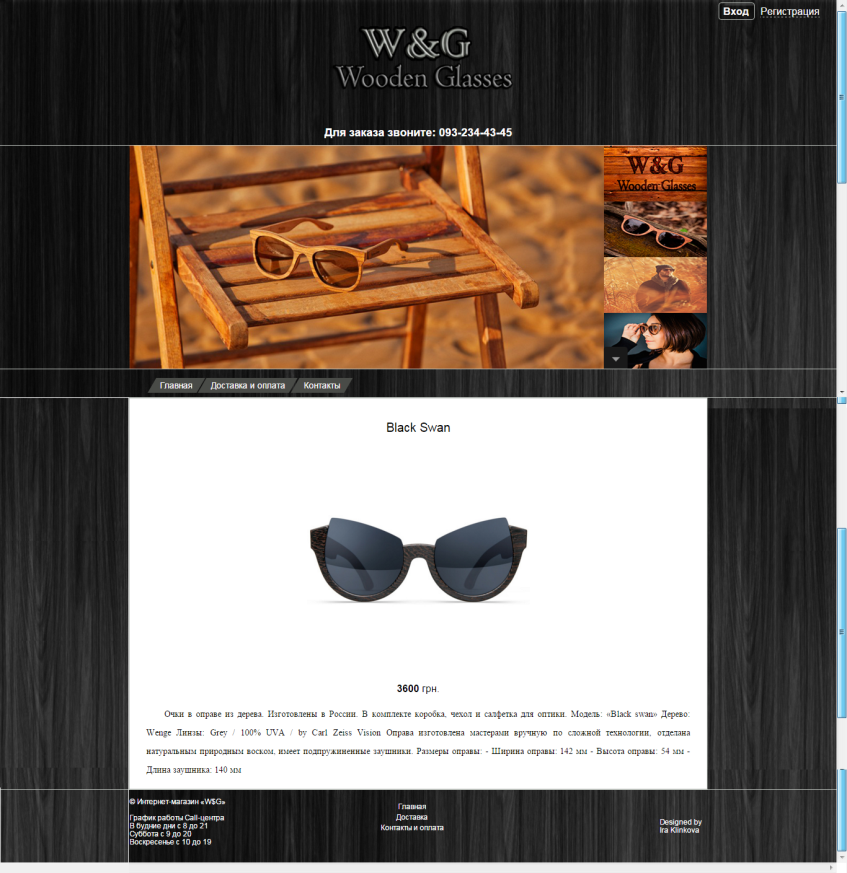 Вход Регистрация
W&G
Wooden Glasses
Для заказа звоните: 093-234-43-45
W&G
Wooden Glasses
Главная Доставка и оплата Контакты
Black Swan
3600 грн.
Очки в оправе из дерева. Изготовлены в России. В комплекте коробка, чехол и салфетка для оптики. Модель: «Black swan» Дерево:
Wenge Линзы: Grey / 100% UVA / by Carl Zeiss Vision Оправа изготовлена мастерами вручную по сложной технологии, отделана
натуральным природным воском, имеет подпружиненные заушники. Размеры оправы: - Ширина оправы: 142 мм - Высота оправы: 54 мм -
Длина заушника: 140 мм
© Интернет-магазин «W$G»
График работы Call-центра
В будние дни с 8 до 21
Суббота с 9 до 20
Воскресенье с 10 до 19
Главная
Доставка
Контакты и оплата
Designed by
Ira Klinkova